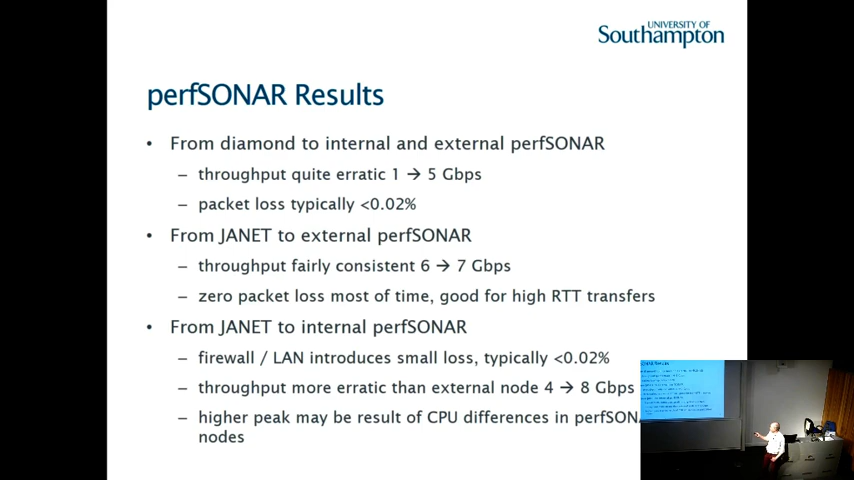 UNIVERSITY OF
Southampton
perfSONAR Results
• From diamond to internal and external perfSONAR
– throughput quite erratic 1 → 5 Gbps
– packet loss typically <0.02%
• From JANET to external perfSONAR
– throughput fairly consistent 6 → 7 Gbps
– zero packet loss most of time, good for high RTT transfers
• From JANET to internal perfSONAR
– firewall / LAN introduces small loss, typically <0.02%
– throughput more erratic than external node 4 → 8 Gbps
– higher peak may be result of CPU differences in perfSONA
nodes